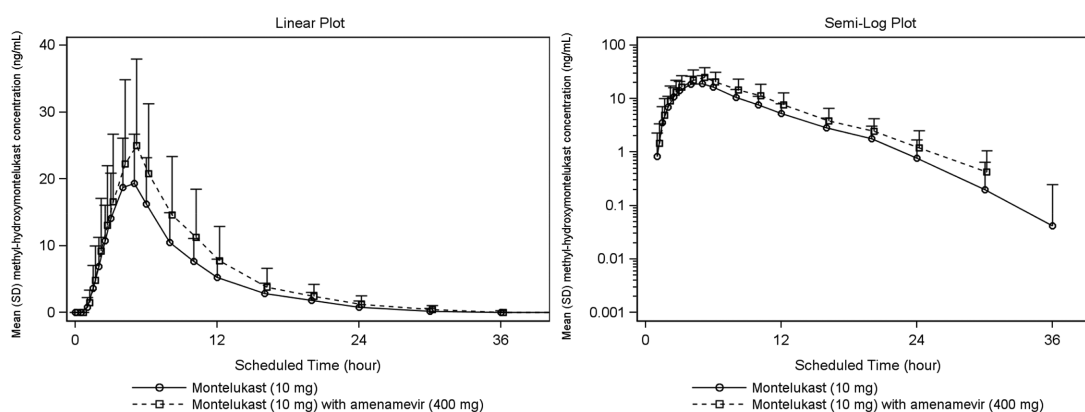 Linear Plot
Mean (SD) methyl-hydroxymontelukast concentration (ng/mL)
40
30
20
10
0
0
12
24
36
Scheduled Time (hour)
Montelukast (10 mg)
Montelukast (10 mg) with amenamevir (400 mg)
Semi-Log Plot
Mean (SD) methyl-hydroxymontelukast concentration (ng/mL)
100
10
1
0.1
0.01
0.001
0
12
24
36
Scheduled Time (hour)
Montelukast (10 mg)
Montelukast (10 mg) with amenamevir (400 mg)